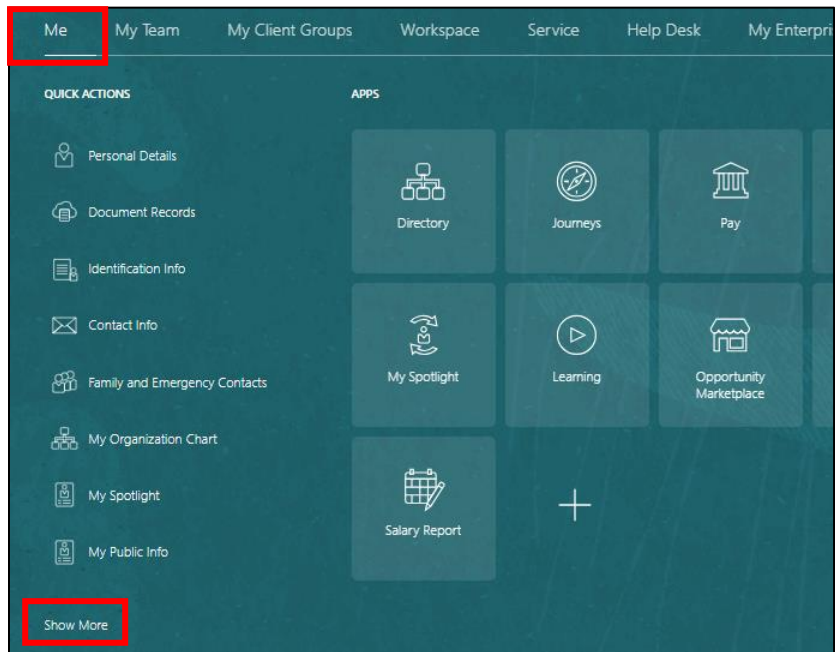 Me My Team My Client Groups Workspace Service Help Desk My Enterpri
QUICK ACTIONS
Personal Details
Document Records
Identification Info
Contact Info
Family and Emergency Contacts
My Organization Chart
My Spotlight
My Public Info
Show More
APPS
Directory
Journeys
Pay
My Spotlight
Learning
Opportunity
Marketplace
Salary Report